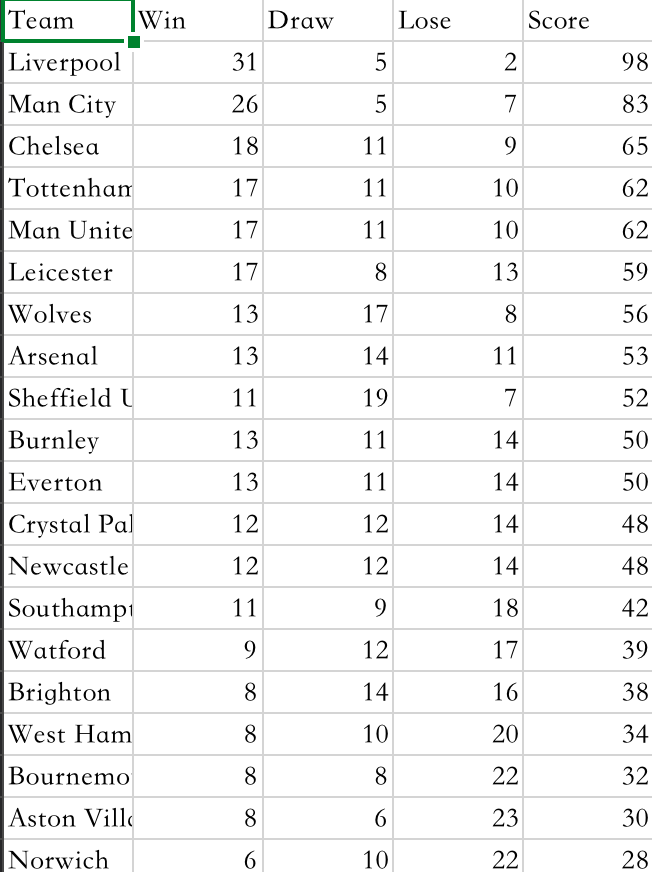 Team Win Draw Lose Score
Liverpool 31 5 2 98
Man City 26 5 7 83
Chelsea 18 11 9 65
Tottenham 17 11 10 62
Man Unite 17 11 10 62
Leicester 17 8 13 59
Wolves 13 17 8 56
Arsenal 13 14 11 53
Sheffield U 11 19 7 52
Burnley 13 11 14 50
Everton 13 11 14 50
Crystal Pal 12 12 14 48
Newcastle 12 12 14 48
Southampt 11 9 18 42
Watford 9 12 17 39
Brighton 8 14 16 38
West Ham 8 10 20 34
Bournemo 8 8 22 32
Aston Villa 8 6 23 30
Norwich 6 10 22 28